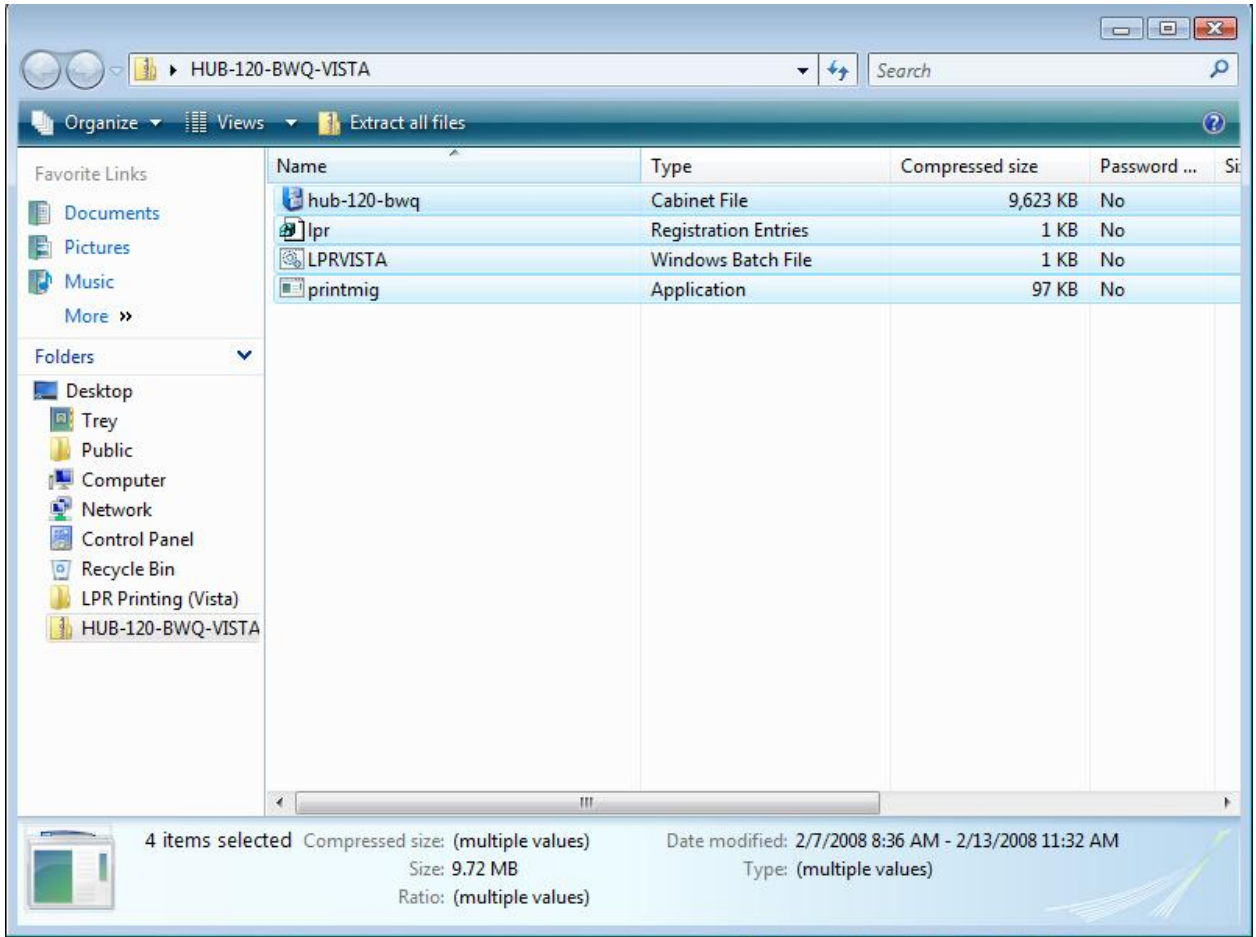 HUB-120-BWQ-VISTA
Search
Organize Views Extract all files
Favorite Links
Documents
Pictures
Music
More »
Folders
Desktop
Trey
Public
Computer
Network
Control Panel
Recycle Bin
LPR Printing (Vista)
HUB-120-BWQ-VISTA
Name Type Compressed size Password ... Si
hub-120-bwq Cabinet File 9,623 KB No
lpr Registration Entries 1 KB No
LPRVISTA Windows Batch File 1 KB No
printmig Application 97 KB No
4 items selected Compressed size: (multiple values) Date modified: 2/7/2008 8:36 AM - 2/13/2008 11:32 AM
Size: 9.72 MB Type: (multiple values)
Ratio: (multiple values)